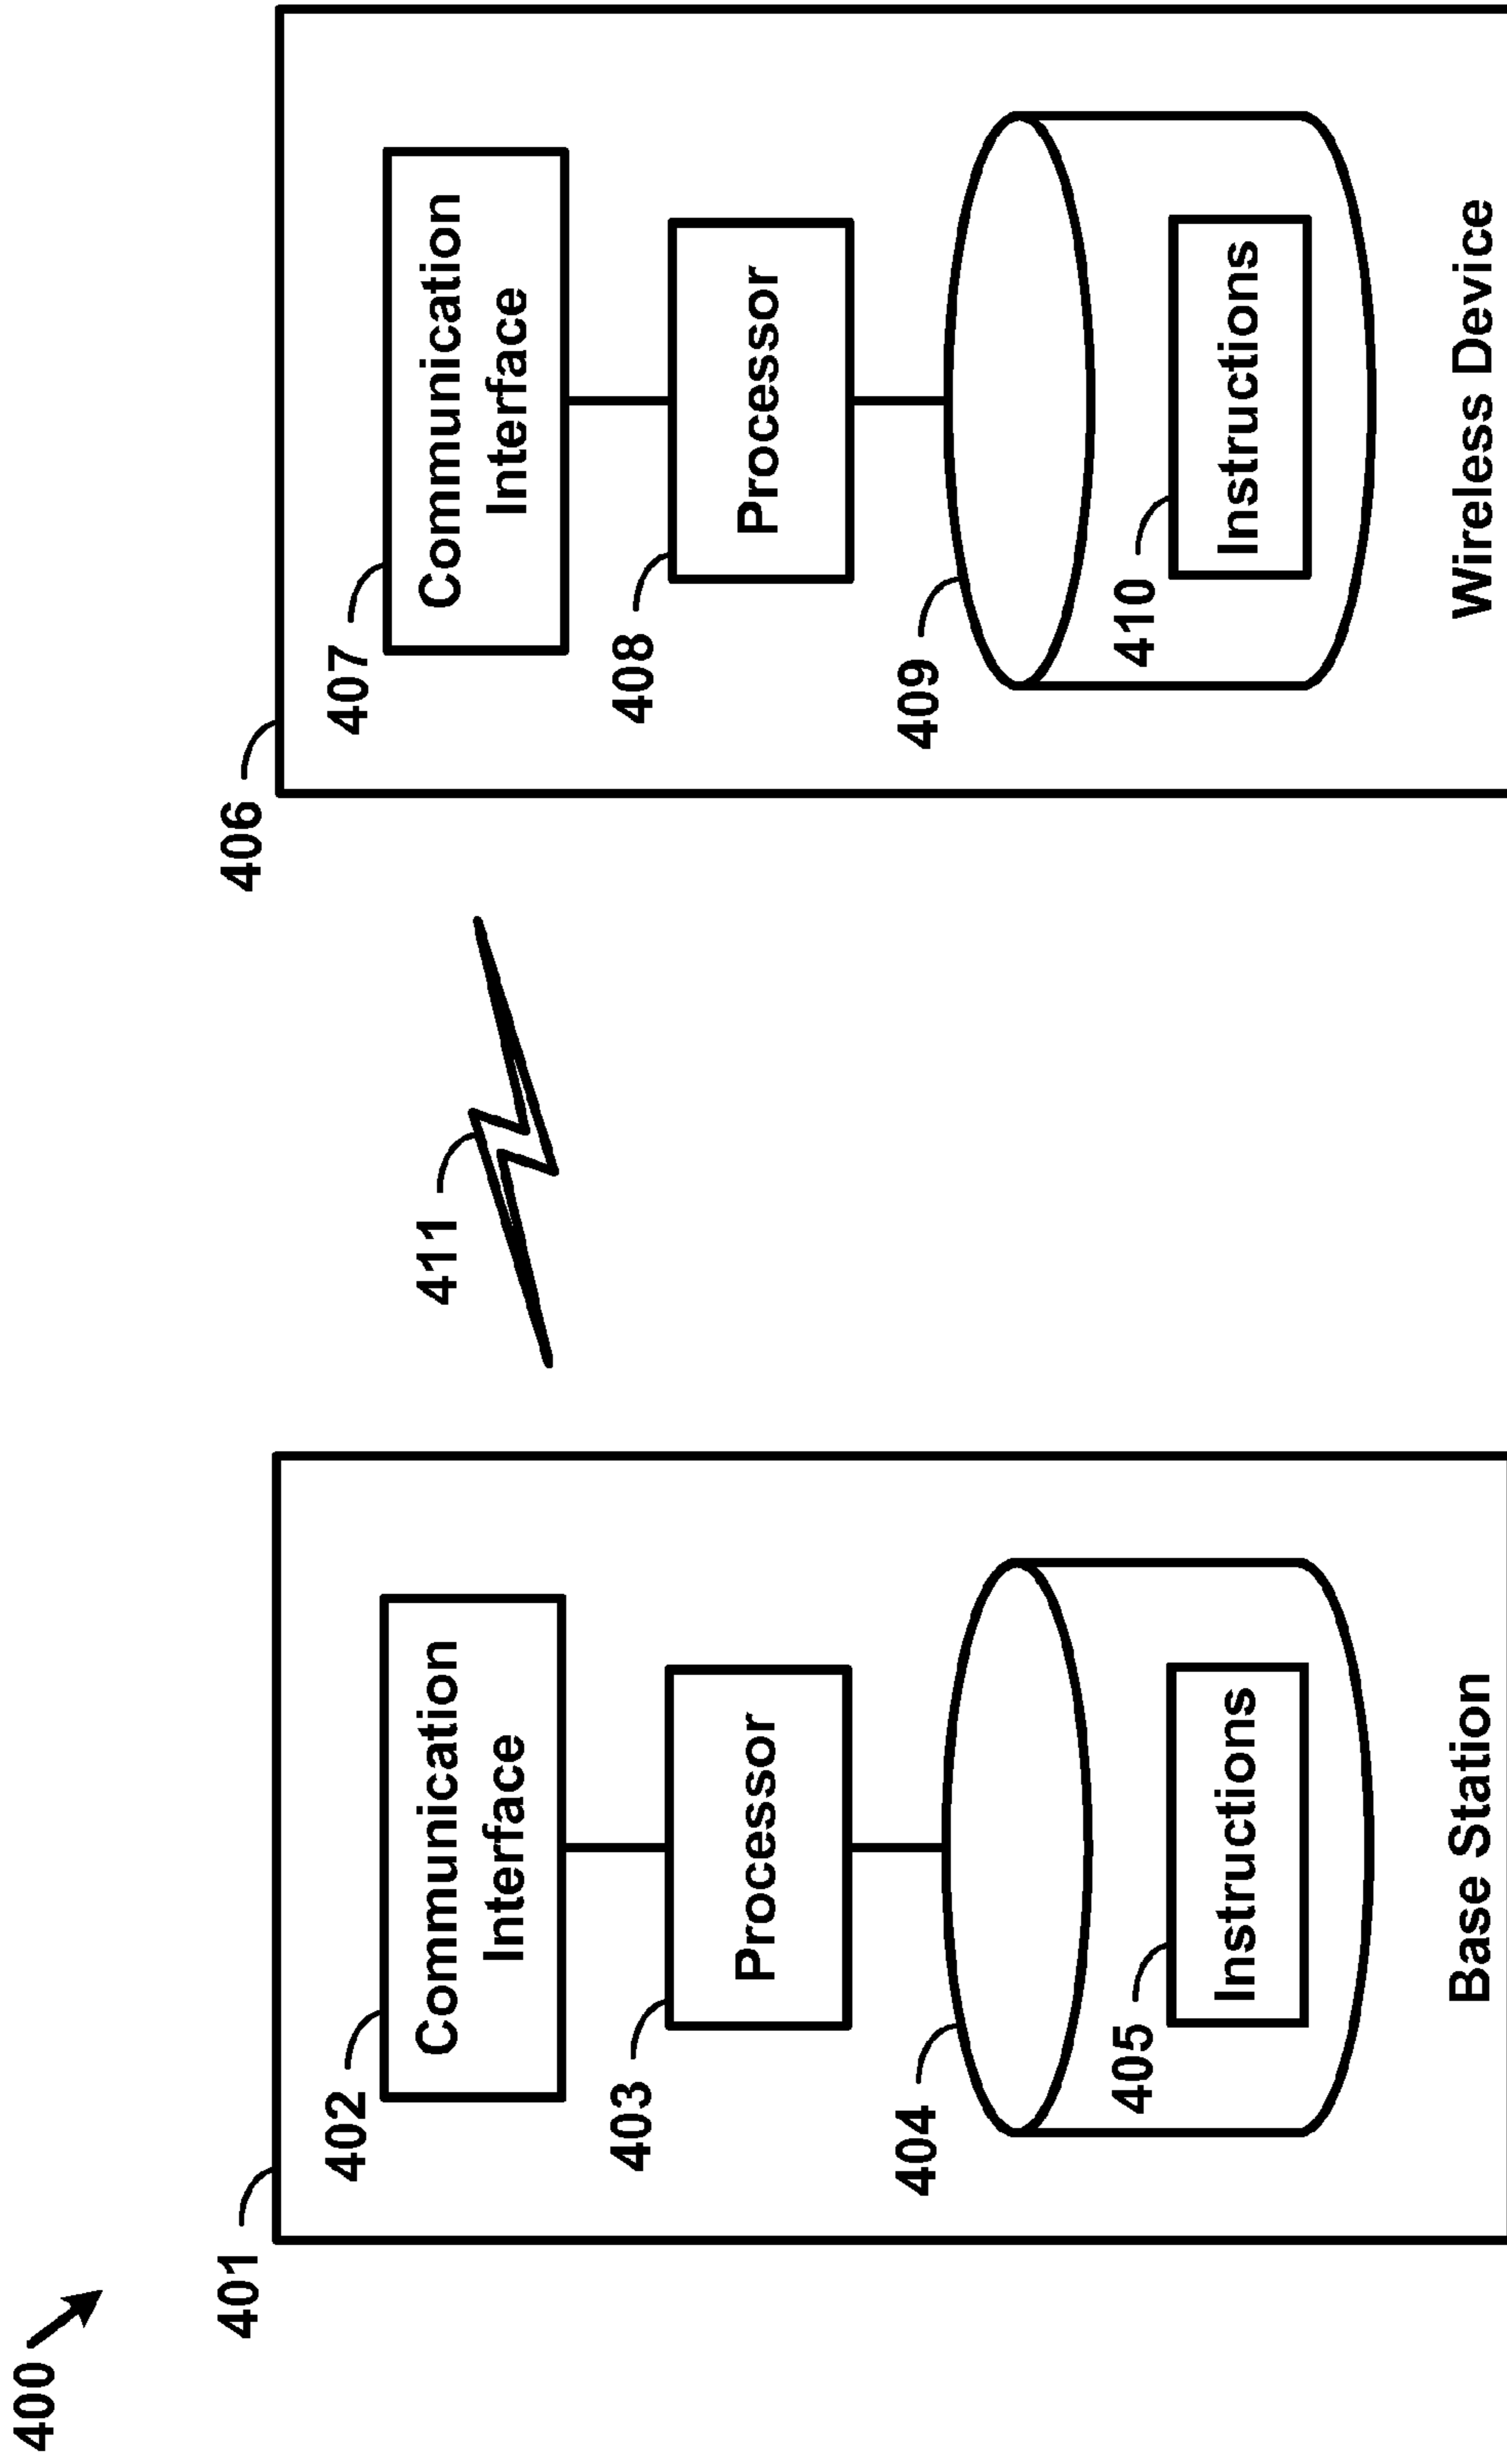 400
401
402
Communication
Interface
403
Processor
404
405
Instructions
Base Station
411
406
407
Communication
Interface
408
Processor
409
410
Instructions
Wireless Device